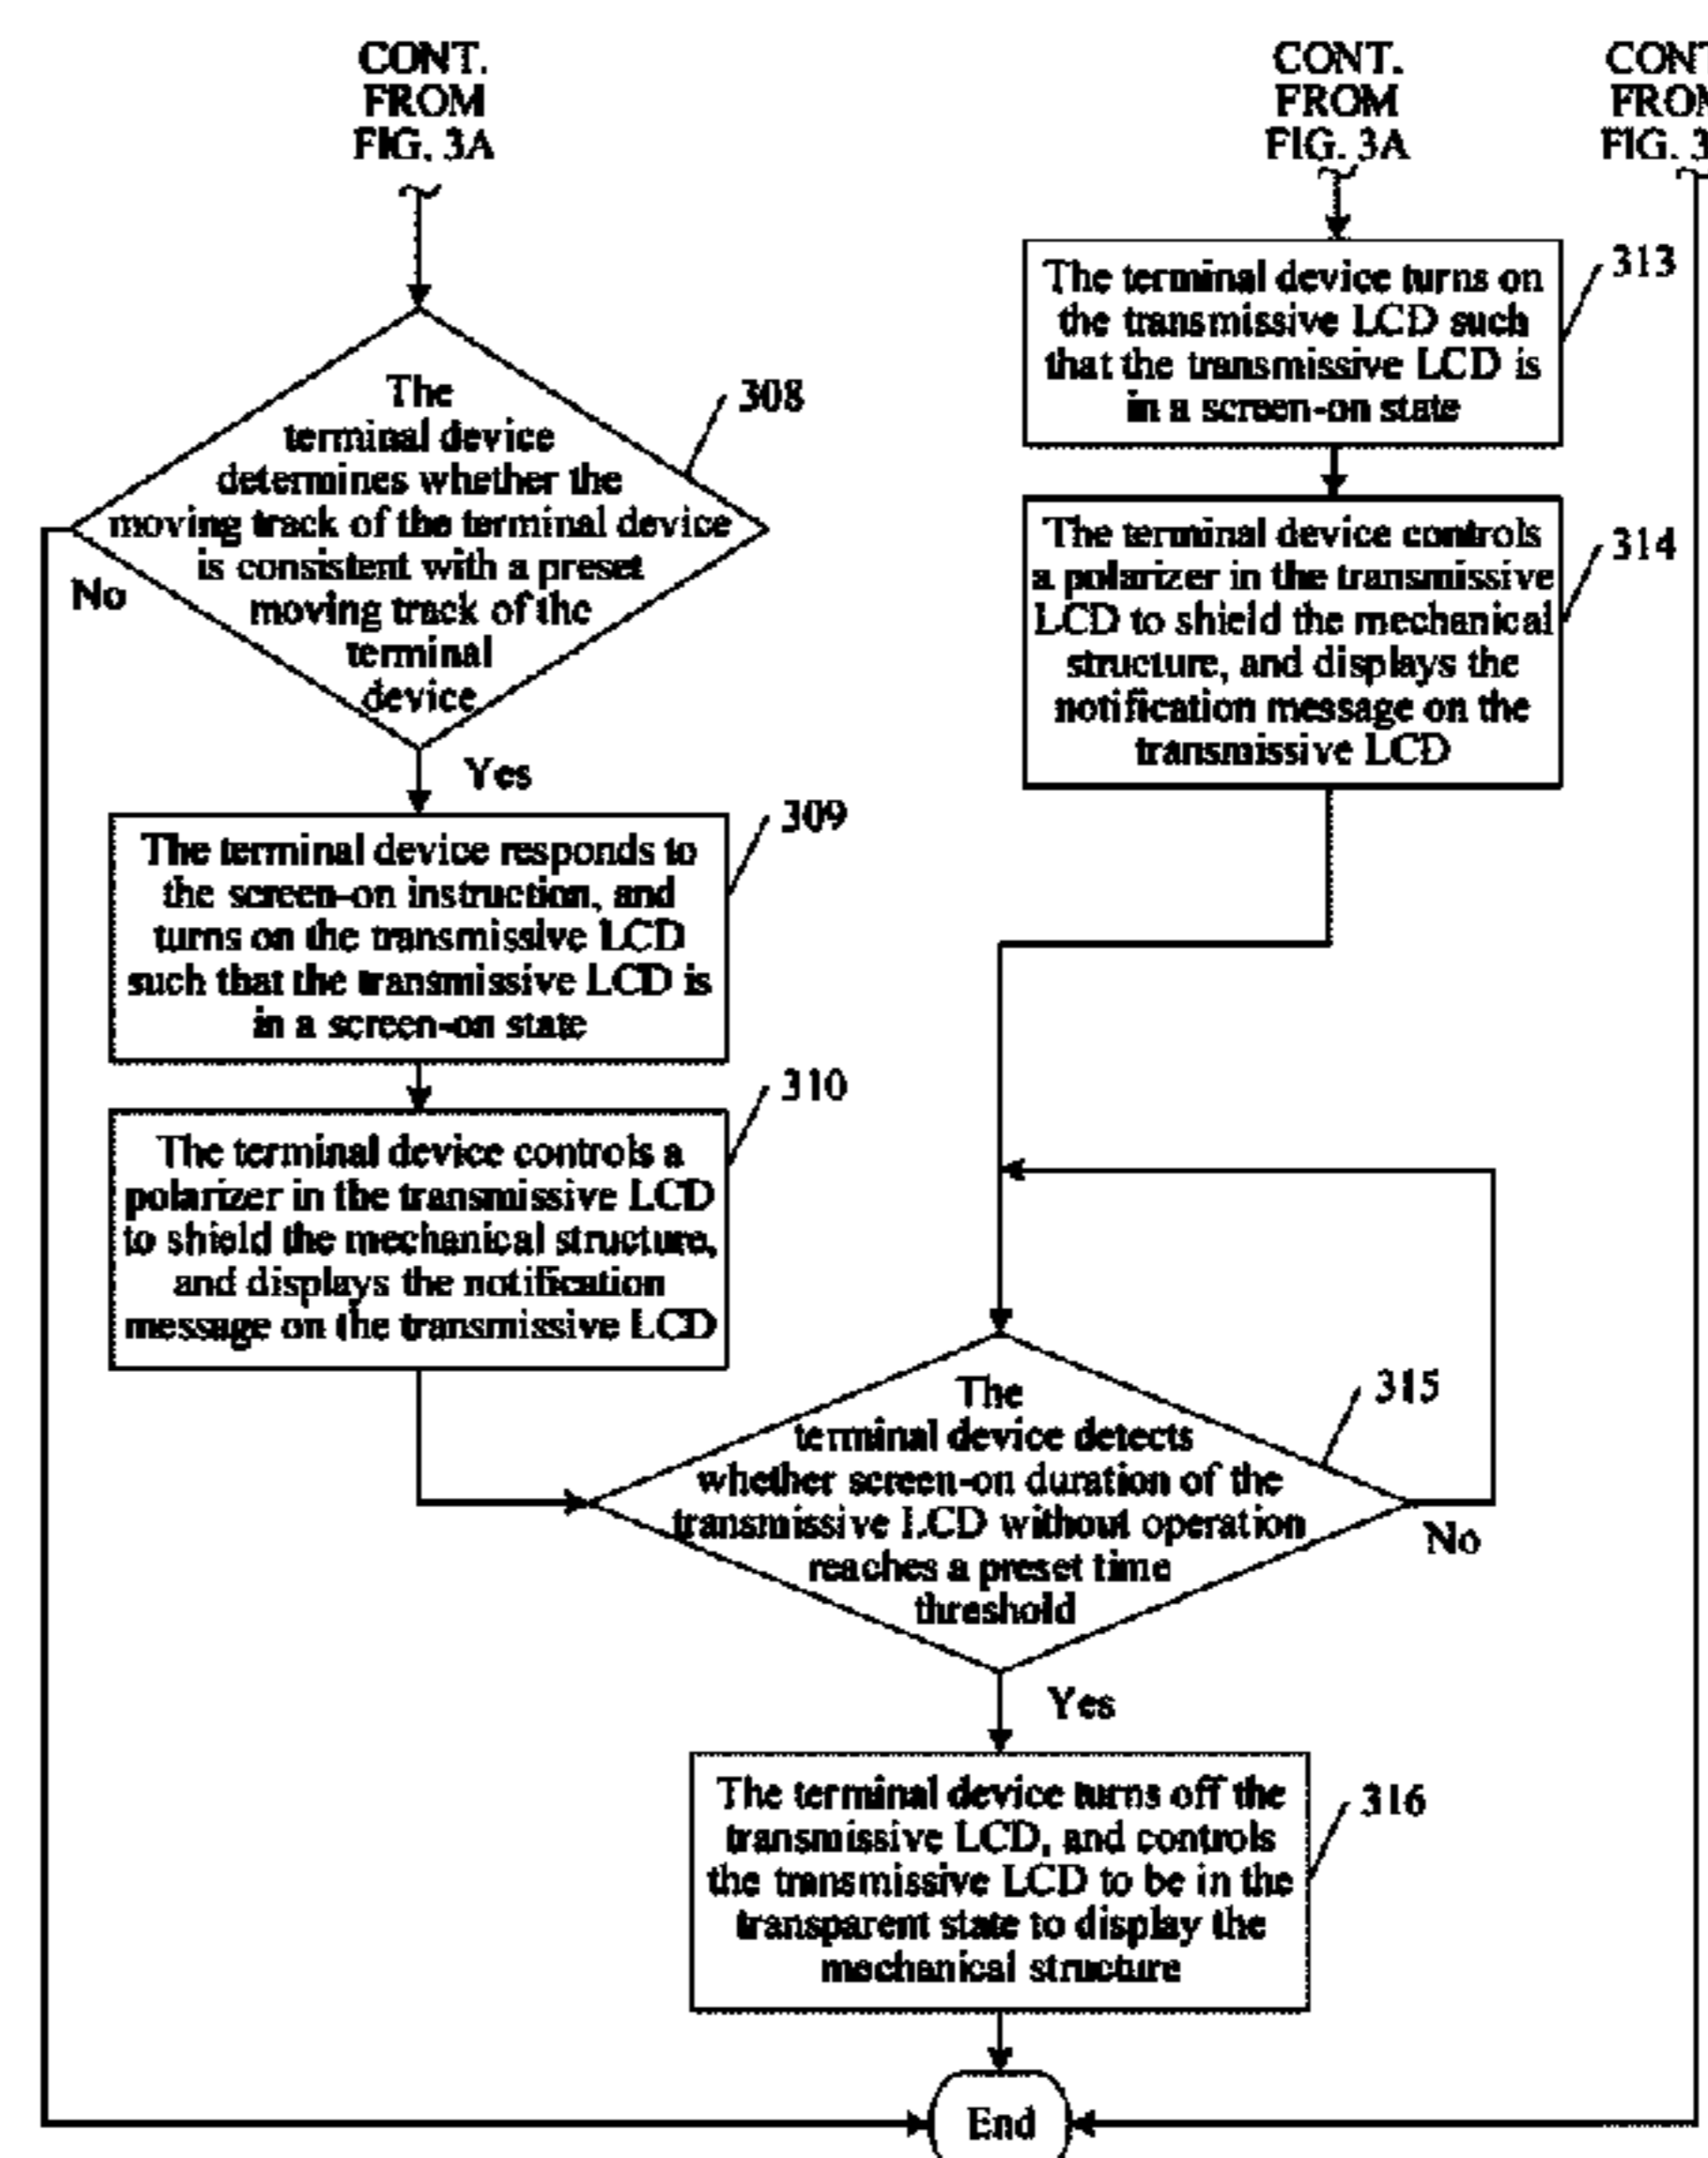 CONT.
FROM
FIG. 3A
CONT.
FROM
FIG. 3A
CONT
FROM
FIG. 3
The
terminal device
determines whether the
moving track of the terminal device
is consistent with a preset
moving track of the
terminal
device
308
No
Yes
The terminal device responds to
the screen-on instruction, and
turns on the transmissive LCD
such that the transmissive LCD is
in a screen-on state
309
The terminal device controls a
polarizer in the transmissive LCD
to shield the mechanical structure,
and displays the notification
message on the transmissive LCD
310
The terminal device turns on
the transmissive LCD such
that the transmissive LCD is
in a screen-on state
313
The terminal device controls
a polarizer in the transmissive
LCD to shield the mechanical
structure, and displays the
notification message on the
transmissive LCD
314
The
terminal device detects
whether screen-on duration of the
transmissive LCD without operation
reaches a preset time
threshold
315
No
Yes
The terminal device turns off the
transmissive LCD, and controls
the transmissive LCD to be in the
transparent state to display the
mechanical structure
316
End